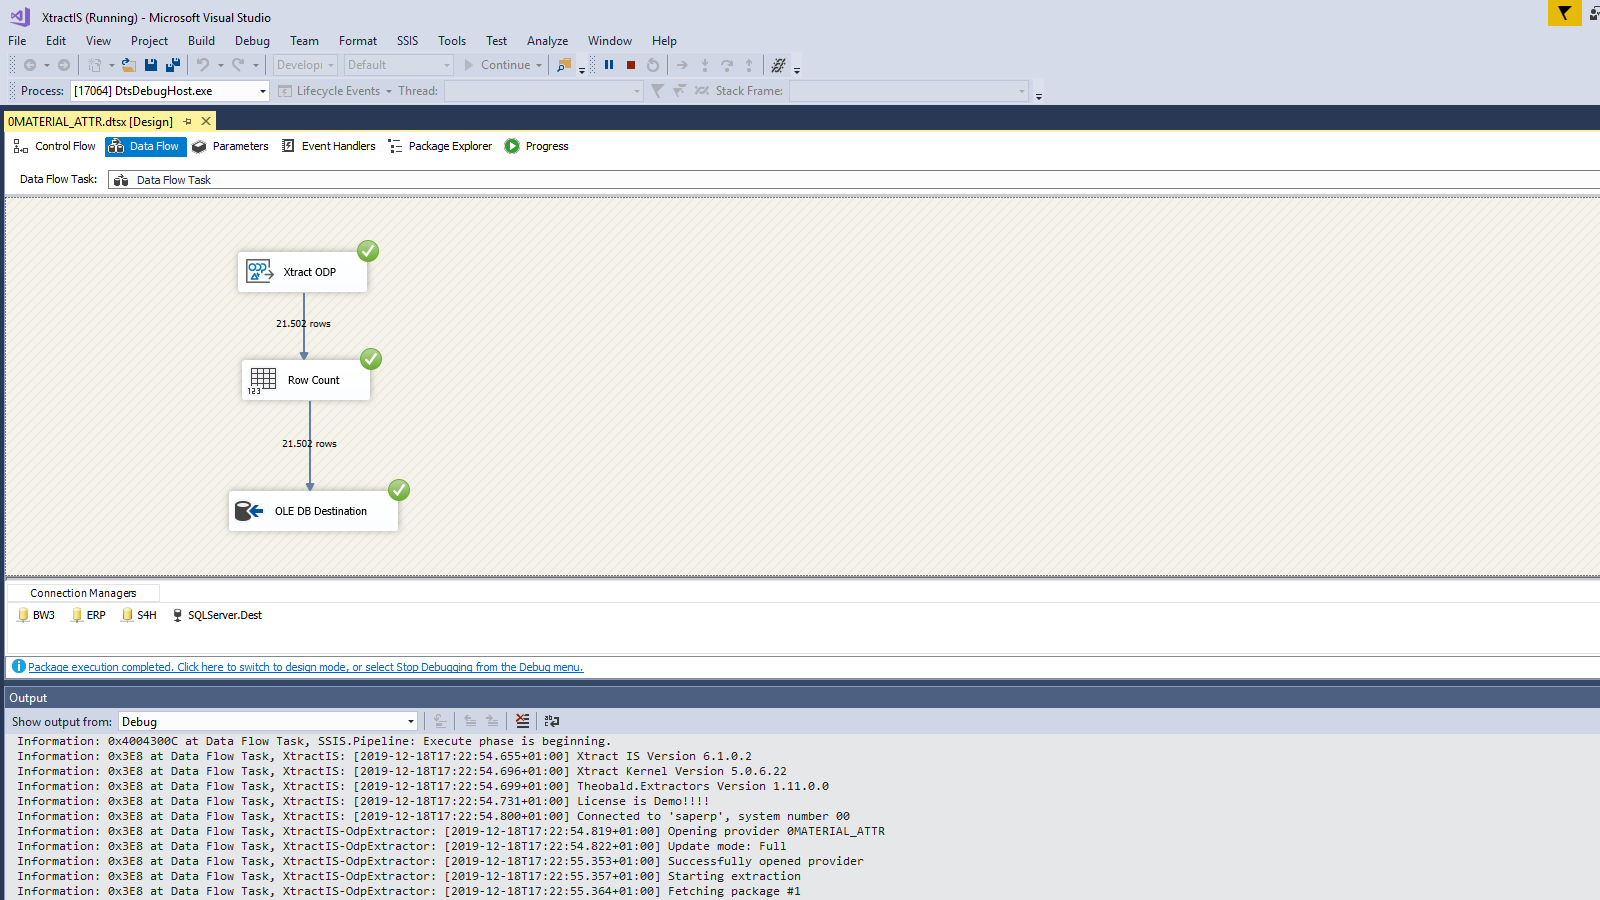 XtractIS (Running) - Microsoft Visual Studio
File Edit View Project Build Debug Team Format SSIS Tools Test Analyze Window Help
Developi Default Continue
Process: [17064] DtsDebugHost.exe Lifecycle Events Thread: Stack Frame:
0MATERIAL_ATTR.dtsx [Design]
Control Flow Data Flow Parameters Event Handlers Package Explorer Progress
Data Flow Task: Data Flow Task
ODP Xtract ODP
21.502 rows
Row Count
123
21.502 rows
OLE DB Destination
Connection Managers
BW3 ERP S4H SQLServer.Dest
Package execution completed. Click here to switch to design mode, or select Stop Debugging from the Debug menu.
Output
Show output from: Debug
Information: 0x4004300C at Data Flow Task, SSIS.Pipeline: Execute phase is beginning.
Information: 0x3E8 at Data Flow Task, XtractIS: [2019-12-18T17:22:54.655+01:00] Xtract IS Version 6.1.0.2
Information: 0x3E8 at Data Flow Task, XtractIS: [2019-12-18T17:22:54.696+01:00] Xtract Kernel Version 5.0.6.22
Information: 0x3E8 at Data Flow Task, XtractIS: [2019-12-18T17:22:54.699+01:00] Theobald.Extractors Version 1.11.0.0
Information: 0x3E8 at Data Flow Task, XtractIS: [2019-12-18T17:22:54.731+01:00] License is Demo!!!!
Information: 0x3E8 at Data Flow Task, XtractIS: [2019-12-18T17:22:54.800+01:00] Connected to 'saperp', system number 00
Information: 0x3E8 at Data Flow Task, XtractIS-OdpExtractor: [2019-12-18T17:22:54.819+01:00] Opening provider 0MATERIAL_ATTR
Information: 0x3E8 at Data Flow Task, XtractIS-OdpExtractor: [2019-12-18T17:22:54.822+01:00] Update mode: Full
Information: 0x3E8 at Data Flow Task, XtractIS-OdpExtractor: [2019-12-18T17:22:55.353+01:00] Successfully opened provider
Information: 0x3E8 at Data Flow Task, XtractIS-OdpExtractor: [2019-12-18T17:22:55.357+01:00] Starting extraction
Information: 0x3E8 at Data Flow Task, XtractIS-OdpExtractor: [2019-12-18T17:22:55.364+01:00] Fetching package #1